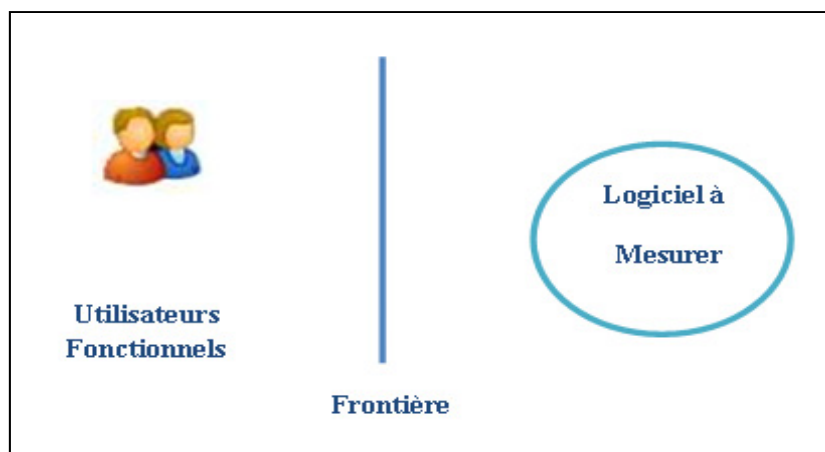 Utilisateurs
Fonctionnels
Frontière
Logiciel à
Mesurer